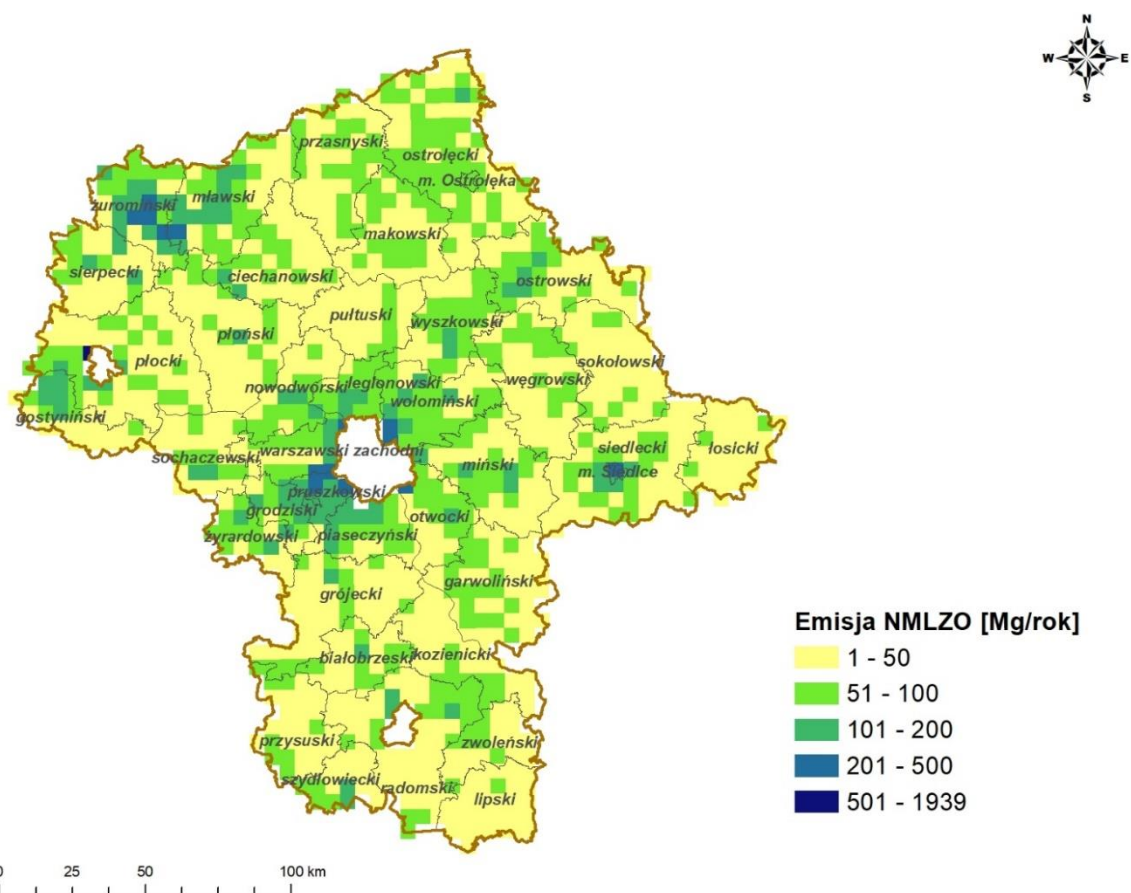 N
W E
S
przasnyski
ostrołęcki
m. Ostrołęka
żuromiński
mławski
makowski
sierpecki
ciechanowski
ostrowski
pułtuski
wyszkowski
płoński
płocki
sokołowski
węgrowski
nowodworski
legionowski
wołomiński
gostyniński
sochaczewski
warszawski zachodni
siedlecki
łosicki
miński
m. Siedlce
pruszkowski
grodziski
otwocki
żyrardowski
piaseczyński
grójecki
garwoliński
białobrzeski
kozienicki
przysuski
zwoleński
szydłowiecki
radomski
lipski
Emisja NMLZO [Mg/rok]
1 - 50
51 - 100
101 - 200
201 - 500
501 - 1939
0 25 50 100 km